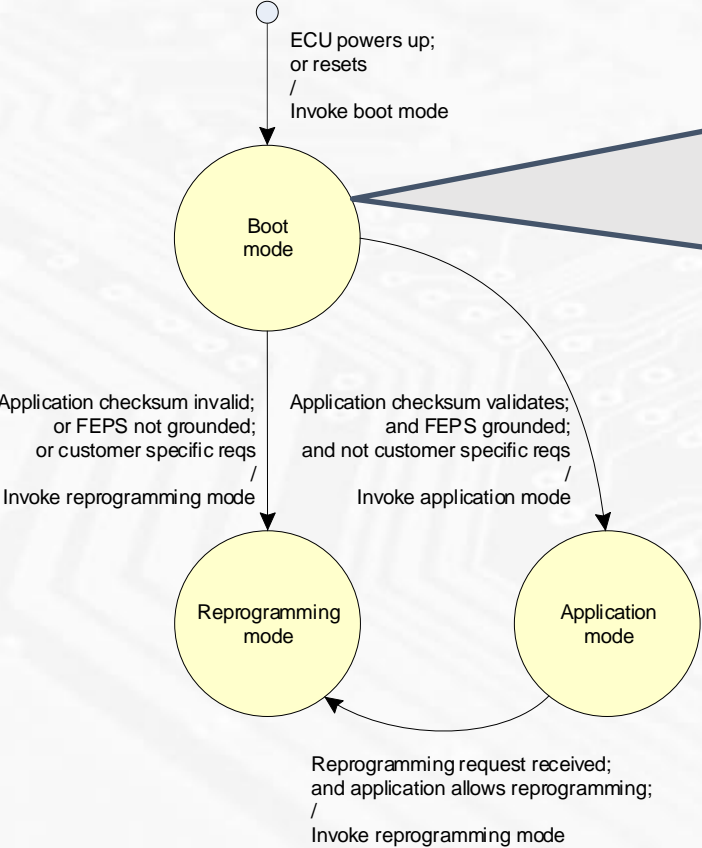 ECU powers up;
or resets
/
Invoke boot mode
Boot
mode
Application checksum invalid;
or FEPS not grounded;
or customer specific reqs
/
Invoke reprogramming mode
Application checksum validates;
and FEPS grounded;
and not customer specific reqs
/
Invoke application mode
Reprogramming
mode
Application
mode
Reprogramming request received;
and application allows reprogramming;
/
Invoke reprogramming mode